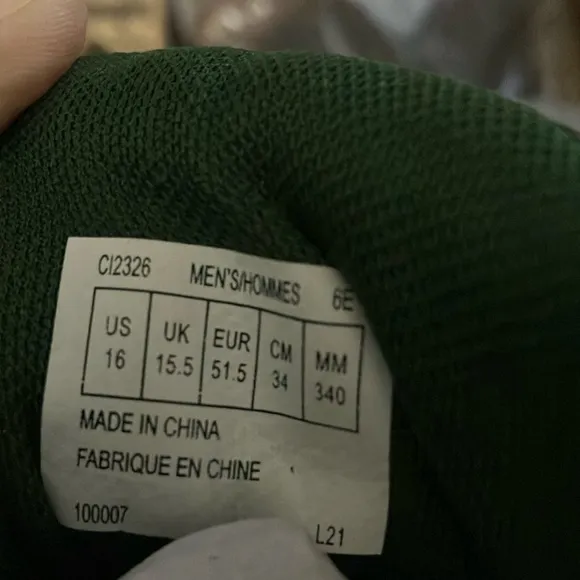 CI2326 MEN'S/HOMMES 6E
US UK EUR CM MM
16 15.5 51.5 34 340
MADE IN CHINA
FABRIQUE EN CHINE
100007 L21